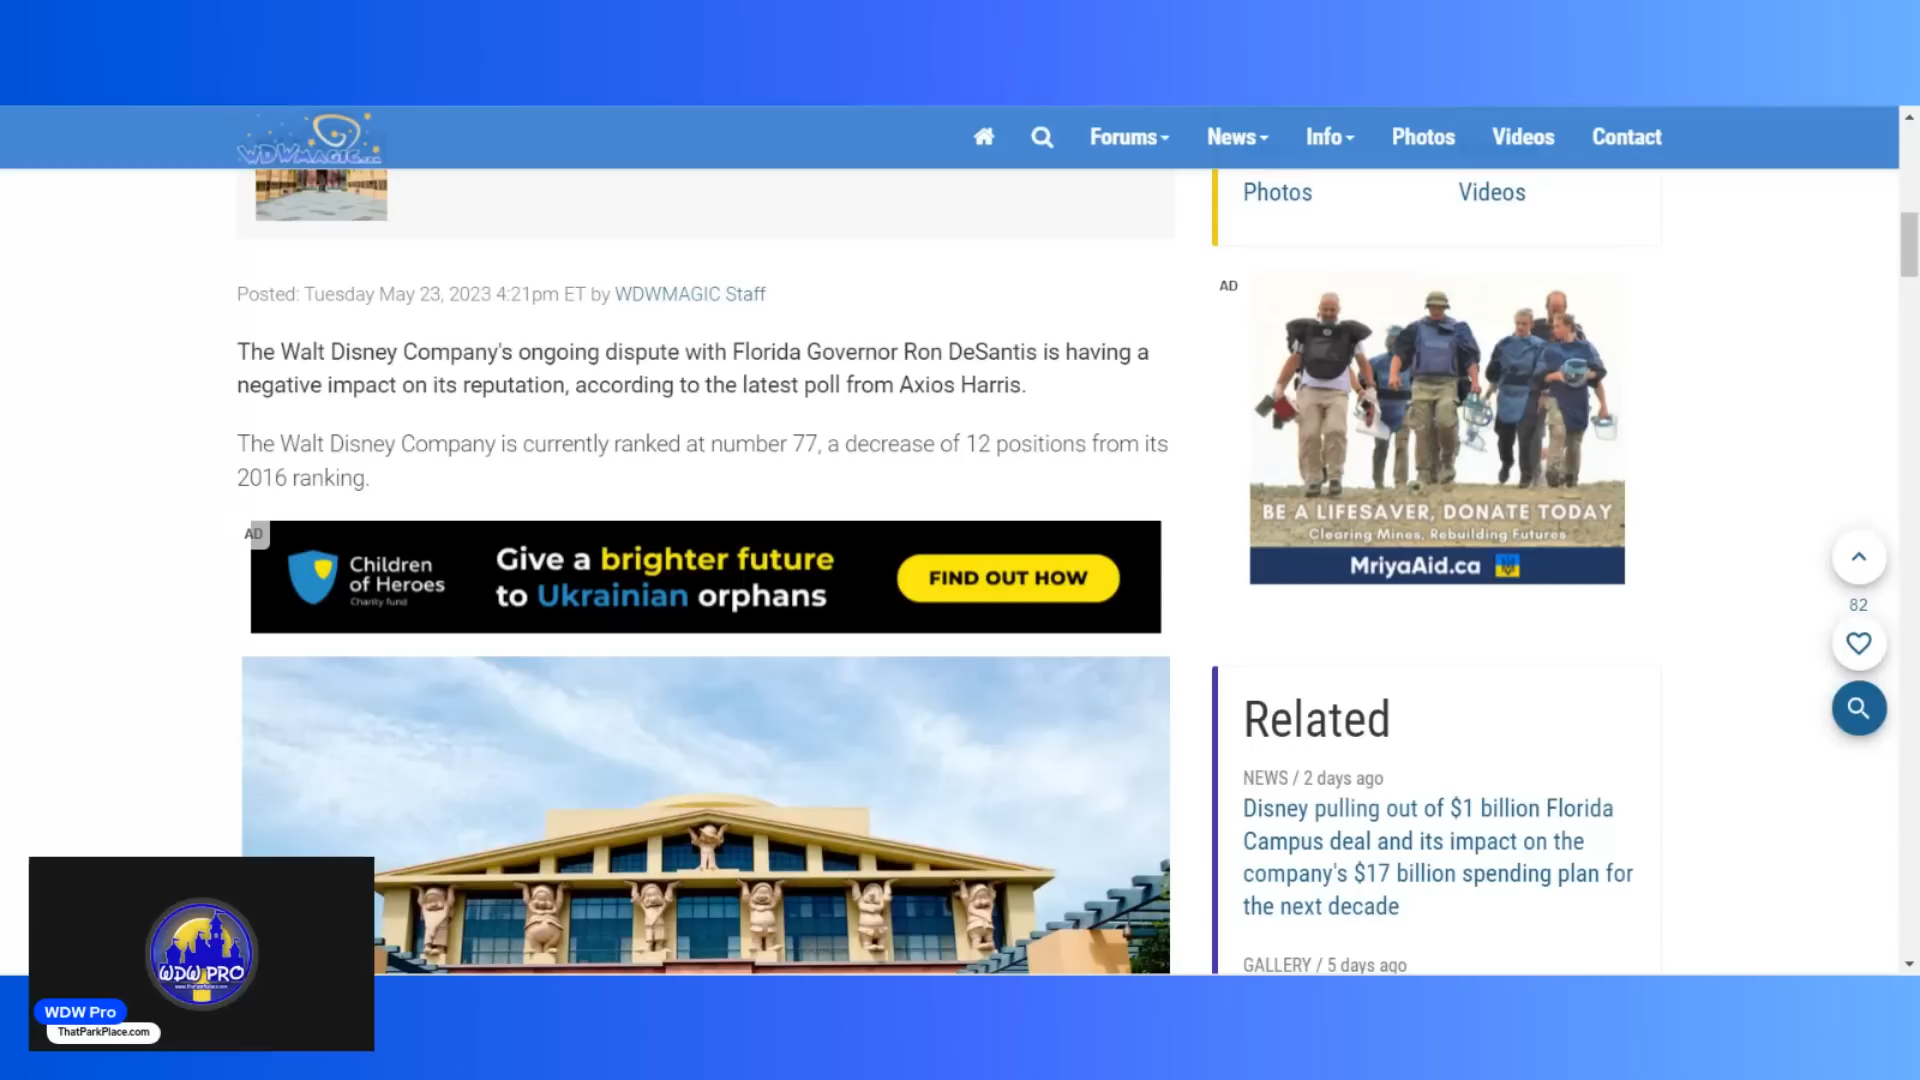 WDWMAGIC.COM
Forums
News
Info
Photos
Videos
Contact
Photos
Videos
Posted: Tuesday May 23, 2023 4:21pm ET by WDWMAGIC Staff
The Walt Disney Company's ongoing dispute with Florida Governor Ron DeSantis is having a
negative impact on its reputation, according to the latest poll from Axios Harris.
The Walt Disney Company is currently ranked at number 77, a decrease of 12 positions from its
2016 ranking.
AD
Children
of Heroes
Charity fund
Give a brighter future
to Ukrainian orphans
FIND OUT HOW
AD
BE A LIFESAVER, DONATE TODAY
Clearing Mines, Rebuilding Futures
MriyaAid.ca
82
Related
NEWS / 2 days ago
Disney pulling out of $1 billion Florida
Campus deal and its impact on the
company's $17 billion spending plan for
the next decade
GALLERY / 5 days ago
WDW PRO
www.thatparkplace.com
WDW Pro
ThatParkPlace.com